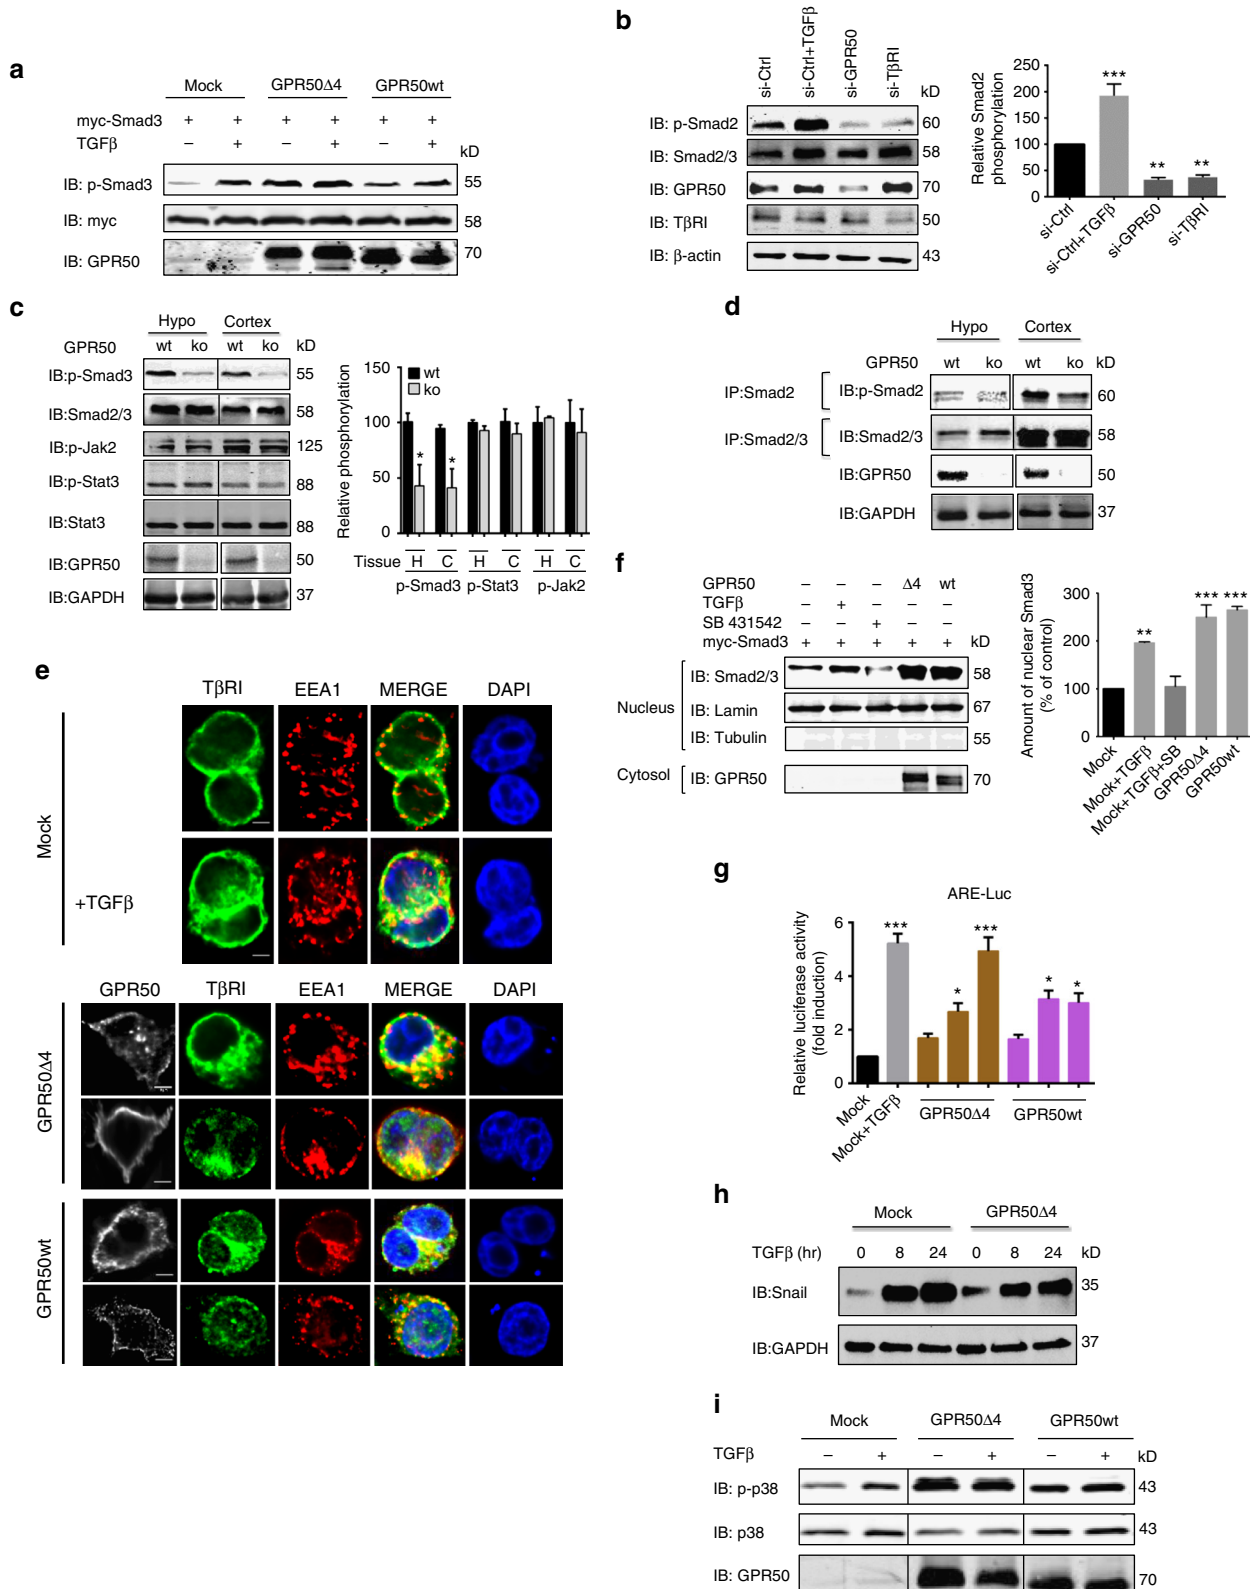 a
Mock GPR50Δ4 GPR50wt
myc-Smad3 + + + + + +
TGFβ – + – + – + kD
IB: p-Smad3 55
IB: myc 58
IB: GPR50 70
b
si-Ctrl si-Ctrl+TGFβ si-GPR50 si-TβRI kD
IB: p-Smad2 60
IB: Smad2/3 58
IB: GPR50 70
IB: TβRI 50
IB: β-actin 43
Relative Smad2 phosphorylation
250
200
150
100
50
0
*** ** **
si-Ctrl si-Ctrl+TGFβ si-GPR50 si-TβRI
c
Hypo Cortex
GPR50 wt ko wt ko kD
IB:p-Smad3 55
IB:Smad2/3 58
IB:p-Jak2 125
IB:p-Stat3 88
IB:Stat3 88
IB:GPR50 50
IB:GAPDH 37
Relative phosphorylation
150
100
50
0
wt
ko
* *
Tissue H C H C H C
p-Smad3 p-Stat3 p-Jak2
d
Hypo Cortex
GPR50 wt ko wt ko kD
IP:Smad2 IB:p-Smad2 60
IP:Smad2/3 IB:Smad2/3 58
IB:GPR50 50
IB:GAPDH 37
e
TβRI EEA1 MERGE DAPI
Mock
+TGFβ
GPR50 TβRI EEA1 MERGE DAPI
GPR50Δ4
GPR50wt
f
GPR50 – – – Δ4 wt
TGFβ – + – – –
SB 431542 – – + – –
myc-Smad3 + + + + + kD
Nucleus
IB: Smad2/3 58
IB: Lamin 67
IB: Tubulin 55
Cytosol IB: GPR50 70
Amount of nuclear Smad3 (% of control)
300
200
100
0
** *** ***
Mock Mock+TGFβ Mock+TGFβ+SB GPR50Δ4 GPR50wt
g
ARE-Luc
Relative luciferase activity (fold induction)
6
4
2
0
*** * *** * *
Mock Mock+TGFβ GPR50Δ4 GPR50wt
h
Mock GPR50Δ4
TGFβ (hr) 0 8 24 0 8 24 kD
IB:Snail 35
IB:GAPDH 37
i
Mock GPR50Δ4 GPR50wt
TGFβ – + – + – + kD
IB: p-p38 43
IB: p38 43
IB: GPR50 70